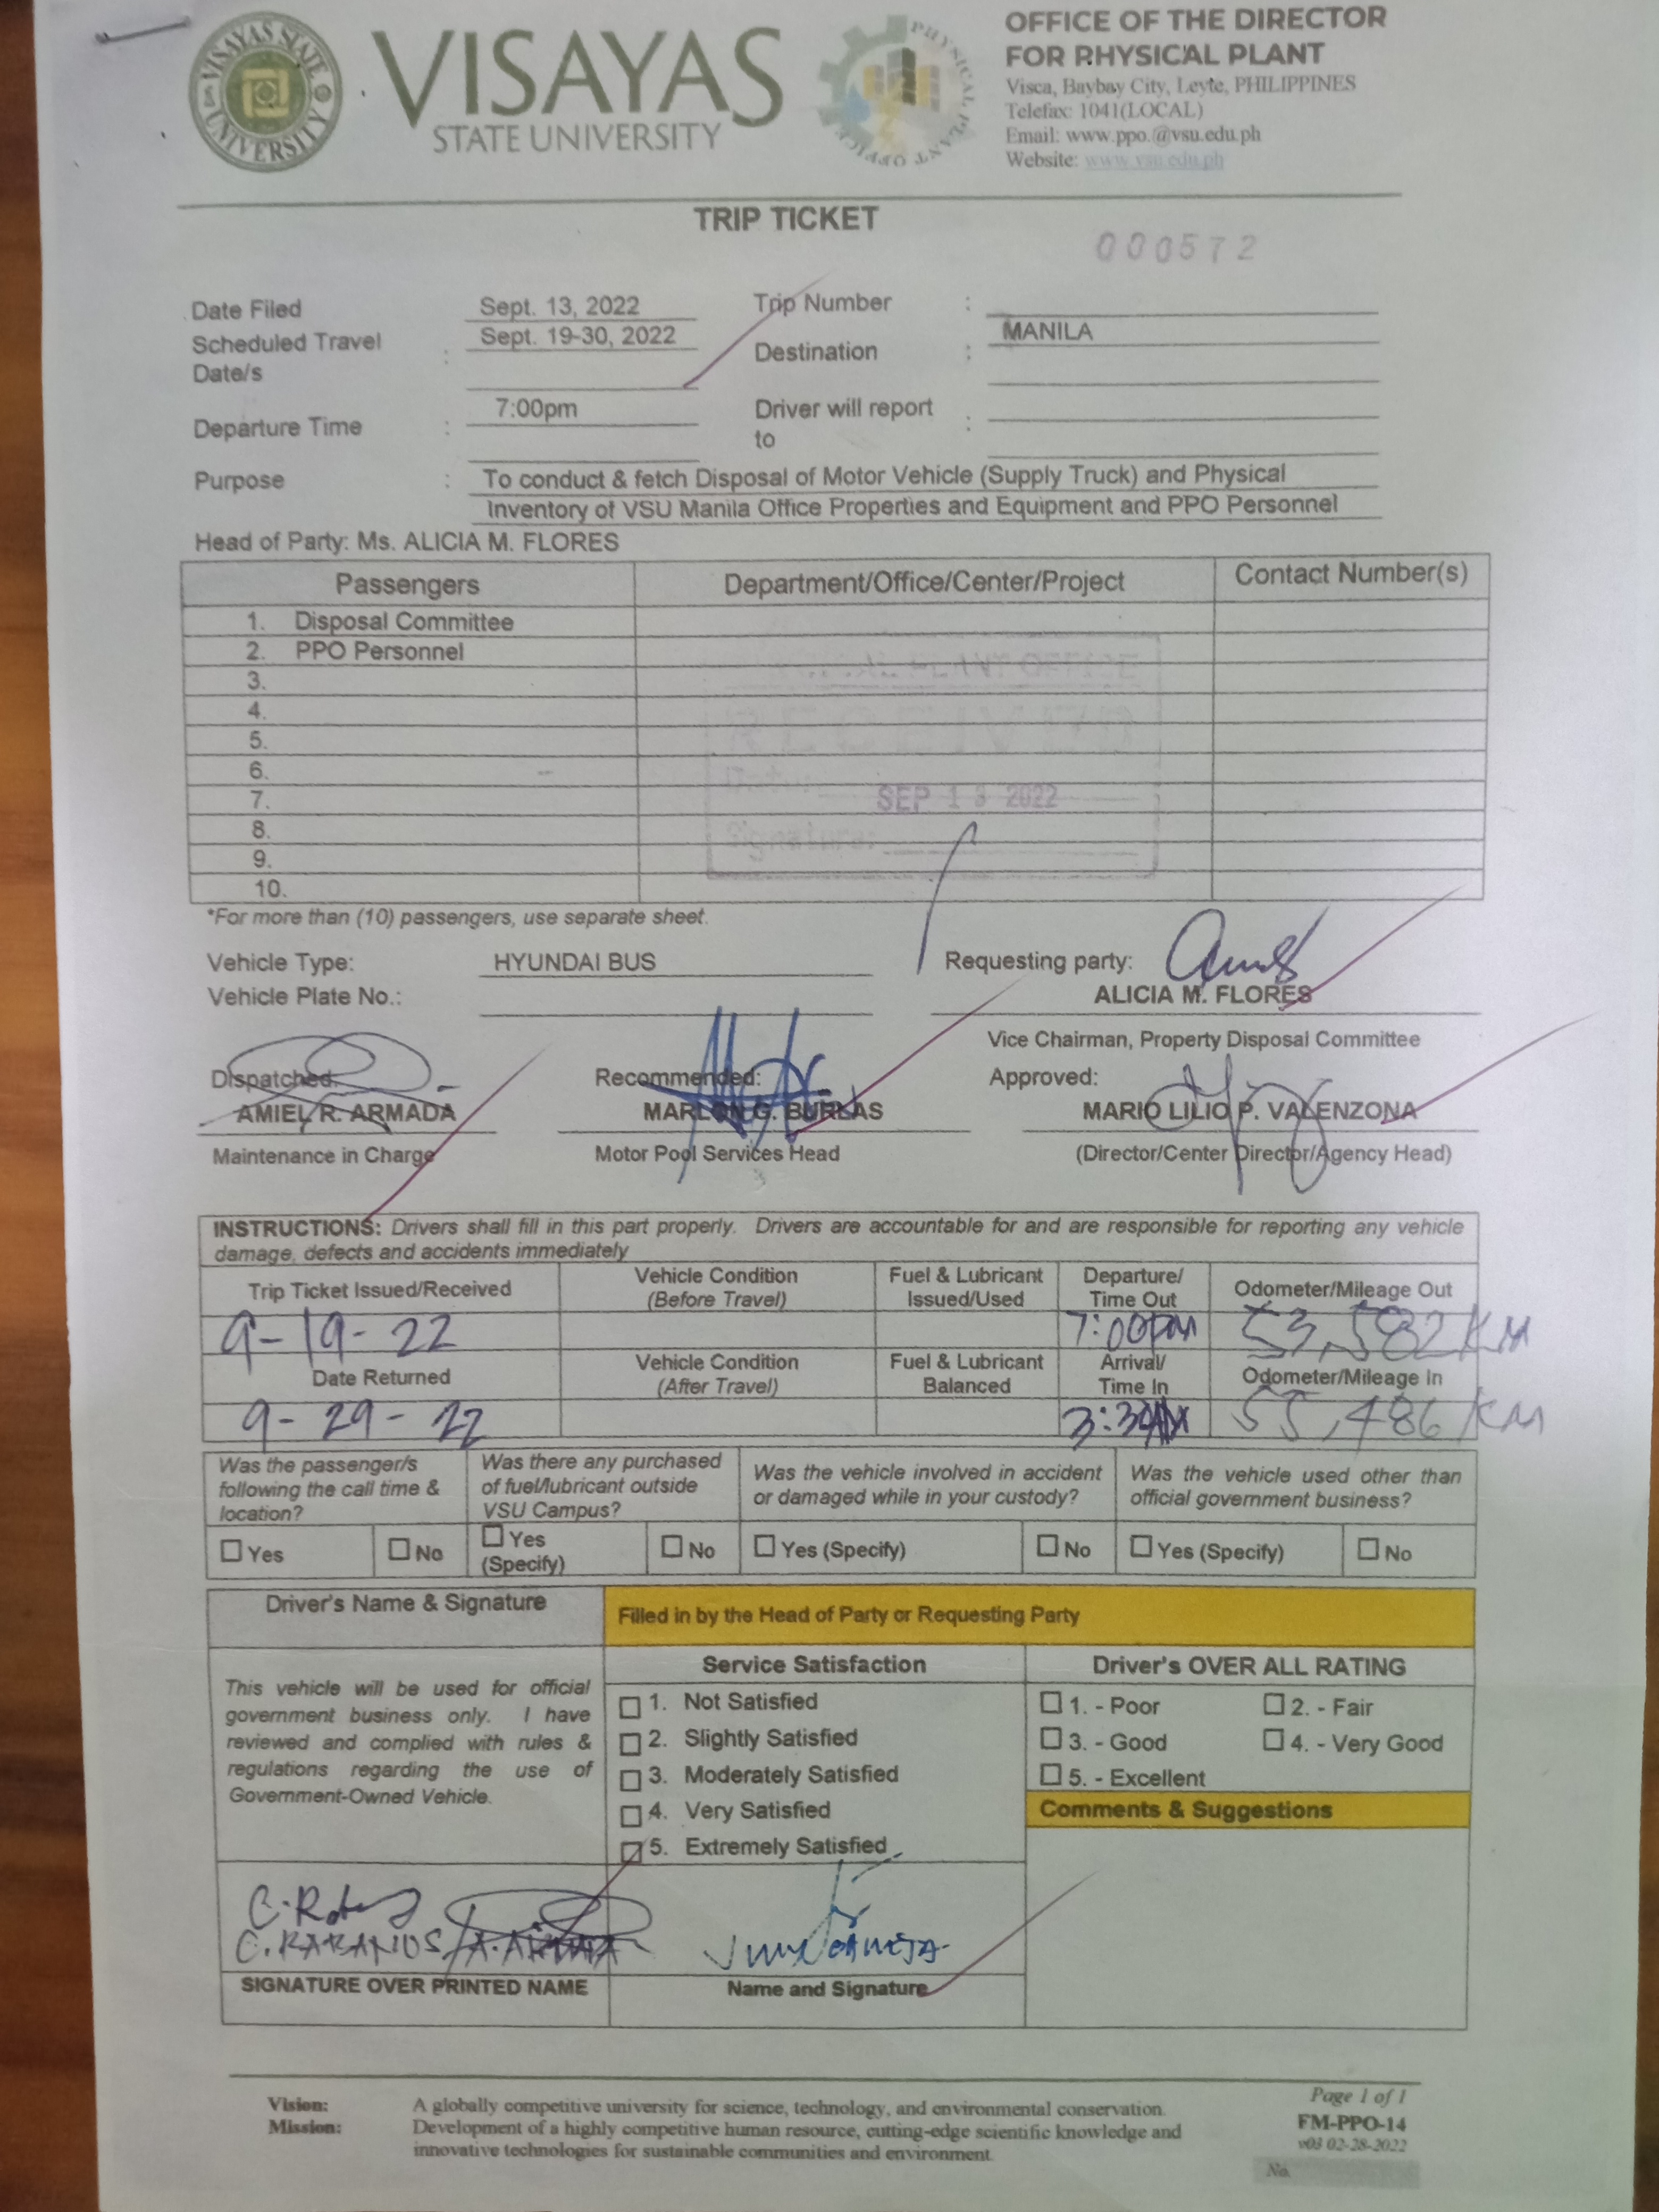 VISAYAS STATE UNIVERSITY
VISAYAS
STATE UNIVERSITY
PHYSICAL PLANT OFFICE
OFFICE OF THE DIRECTOR
FOR PHYSICAL PLANT
Visca, Baybay City, Leyte, PHILIPPINES
Telefax: 1041(LOCAL)
Email: www.ppo.@vsu.edu.ph
Website: www.vsu.edu.ph
TRIP TICKET
000572
Date Filed Sept. 13, 2022 Trip Number :
Scheduled Travel Date/s : Sept. 19-30, 2022 Destination : MANILA
Departure Time : 7:00pm Driver will report to :
Purpose : To conduct & fetch Disposal of Motor Vehicle (Supply Truck) and Physical
Inventory of VSU Manila Office Properties and Equipment and PPO Personnel
Head of Party: Ms. ALICIA M. FLORES
Passengers Department/Office/Center/Project Contact Number(s)
1. Disposal Committee
2. PPO Personnel
3.
4.
5.
6.
7.
8.
9.
10.
PLANT OFFICE
RECEIVED
Date:
SEP 13 2022
Signature:
*For more than (10) passengers, use separate sheet.
Vehicle Type: HYUNDAI BUS Requesting party:
Vehicle Plate No.: ALICIA M. FLORES
Vice Chairman, Property Disposal Committee
Dispatched: Recommended: Approved:
AMIEL R. ARMADA MARLON G. BURLAS MARIO LILIO P. VALENZONA
Maintenance in Charge Motor Pool Services Head (Director/Center Director/Agency Head)
INSTRUCTIONS: Drivers shall fill in this part properly. Drivers are accountable for and are responsible for reporting any vehicle
damage, defects and accidents immediately
Trip Ticket Issued/Received Vehicle Condition (Before Travel) Fuel & Lubricant Issued/Used Departure/ Time Out Odometer/Mileage Out
9-19-22 7:00pm 53,582 KM
Date Returned Vehicle Condition (After Travel) Fuel & Lubricant Balanced Arrival/ Time In Odometer/Mileage In
9-29-22 55,486 KM
Was the passenger/s following the call time & location? Was there any purchased of fuel/lubricant outside VSU Campus? Was the vehicle involved in accident or damaged while in your custody? Was the vehicle used other than official government business?
Yes No Yes (Specify) No Yes (Specify) No Yes (Specify) No
Driver's Name & Signature Filled in by the Head of Party or Requesting Party
Service Satisfaction Driver's OVER ALL RATING
This vehicle will be used for official
government business only. I have
reviewed and complied with rules &
regulations regarding the use of
Government-Owned Vehicle.
1. Not Satisfied
2. Slightly Satisfied
3. Moderately Satisfied
4. Very Satisfied
5. Extremely Satisfied
1. - Poor 2. - Fair
3. - Good 4. - Very Good
5. - Excellent
Comments & Suggestions
SIGNATURE OVER PRINTED NAME Name and Signature
Vision: A globally competitive university for science, technology, and environmental conservation.
Mission: Development of a highly competitive human resource, cutting-edge scientific knowledge and
innovative technologies for sustainable communities and environment.
Page 1 of 1
FM-PPO-14
v03 02-28-2022
No.